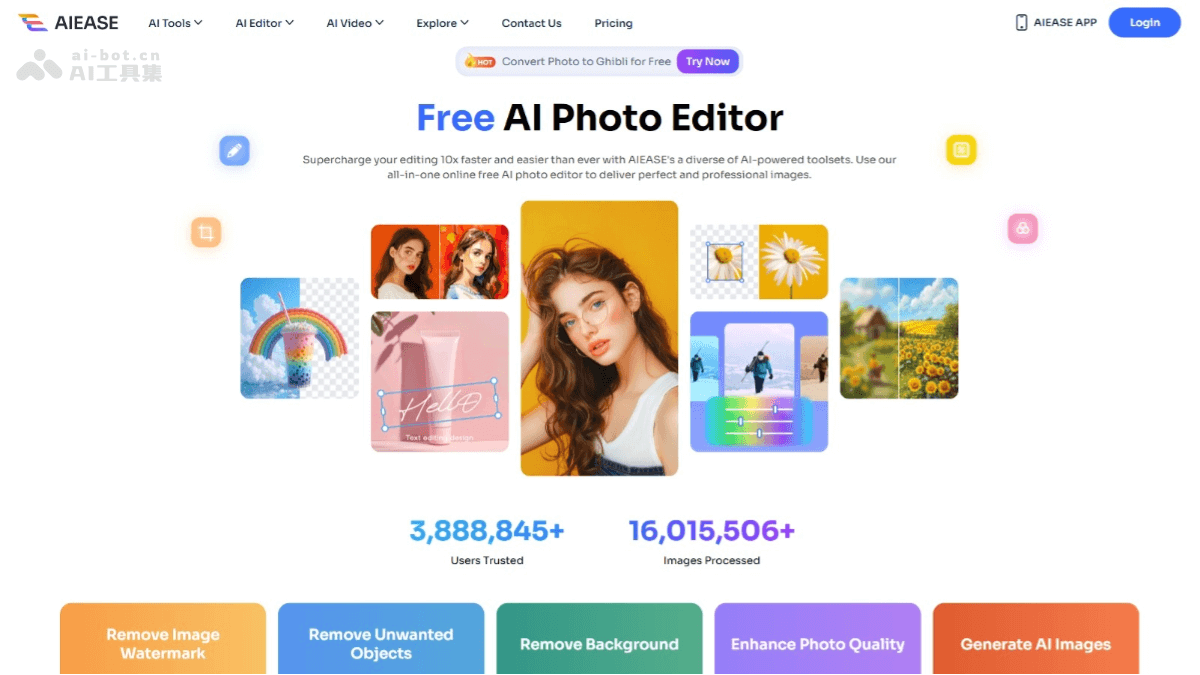 AIEASE
AI Tools
AI Editor
AI Video
Explore
Contact Us
Pricing
AIEASE APP
Login
ai-bot.cn
AI工具集
HOT Convert Photo to Ghibli for Free Try Now
Free AI Photo Editor
Supercharge your editing 10x faster and easier than ever with AIEASE's a diverse of AI-powered toolsets. Use our
all-in-one online free AI photo editor to deliver perfect and professional images.
Hello
Text editing design
3,888,845+
16,015,506+
Users Trusted
Images Processed
Remove Image
Watermark
Remove Unwanted
Objects
Remove Background
Enhance Photo Quality
Generate AI Images